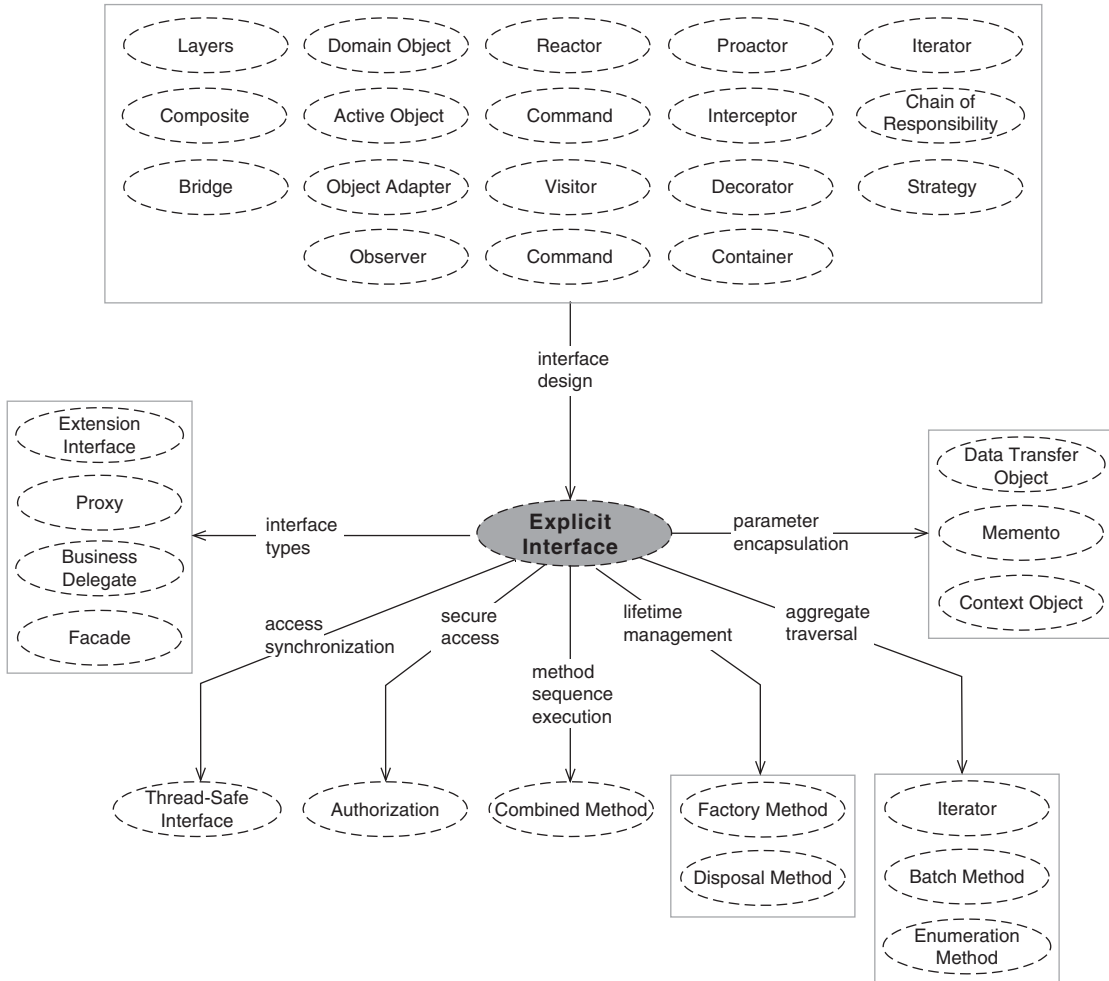 Layers
Domain Object
Reactor
Proactor
Iterator
Composite
Active Object
Command
Interceptor
Chain of
Responsibility
Bridge
Object Adapter
Visitor
Decorator
Strategy
Observer
Command
Container
interface
design
Extension
Interface
Proxy
Business
Delegate
Facade
interface
types
Explicit
Interface
parameter
encapsulation
Data Transfer
Object
Memento
Context Object
access
synchronization
secure
access
method
sequence
execution
lifetime
management
aggregate
traversal
Thread-Safe
Interface
Authorization
Combined Method
Factory Method
Disposal Method
Iterator
Batch Method
Enumeration
Method